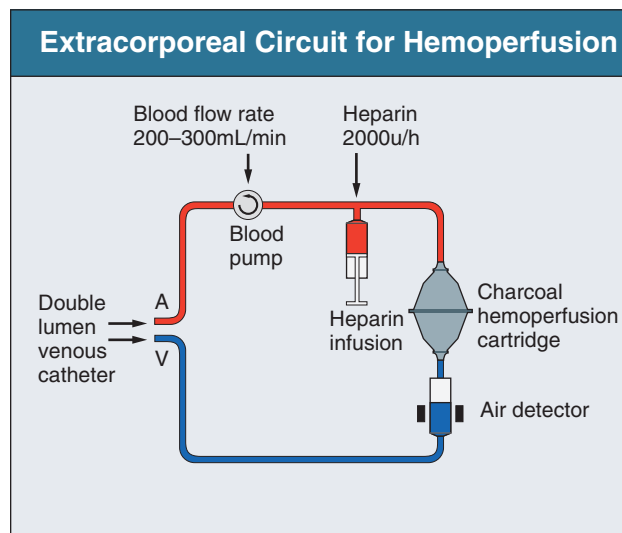 Extracorporeal Circuit for Hemoperfusion
Blood flow rate
200–300mL/min
Heparin
2000u/h
Blood
pump
Heparin
infusion
A
Double
lumen
venous
catheter
V
Charcoal
hemoperfusion
cartridge
Air detector